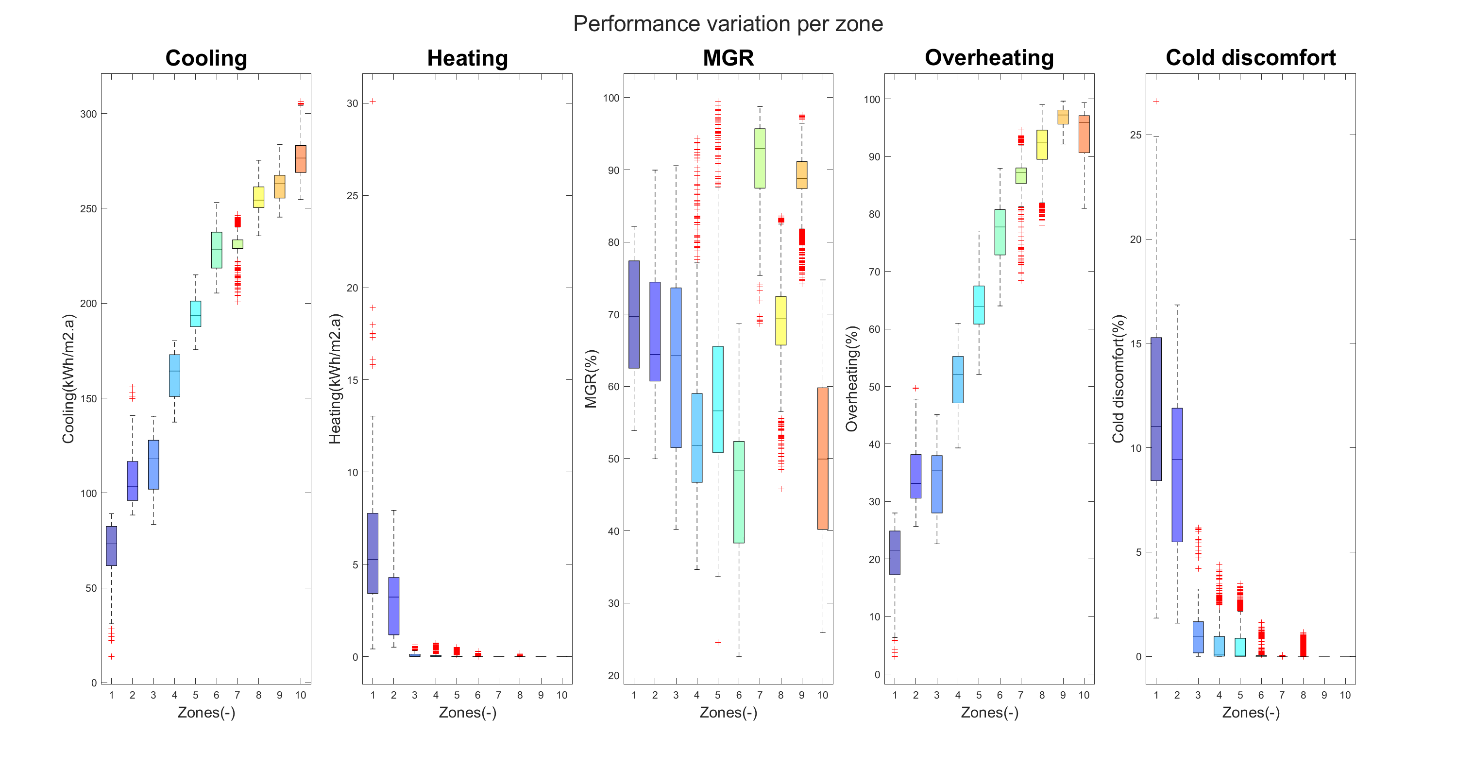 Performance variation per zone
Cooling
Heating
MGR
Overheating
Cold discomfort
Cooling(kWh/m2.a)
300
250
200
150
100
50
0
1 2 3 4 5 6 7 8 9 10
Zones(-)
Heating(kWh/m2.a)
30
25
20
15
10
5
0
1 2 3 4 5 6 7 8 9 10
Zones(-)
MGR(%)
100
90
80
70
60
50
40
30
20
1 2 3 4 5 6 7 8 9 10
Zones(-)
Overheating(%)
100
90
80
70
60
50
40
30
20
10
0
1 2 3 4 5 6 7 8 9 10
Zones(-)
Cold discomfort(%)
25
20
15
10
5
0
1 2 3 4 5 6 7 8 9 10
Zones(-)